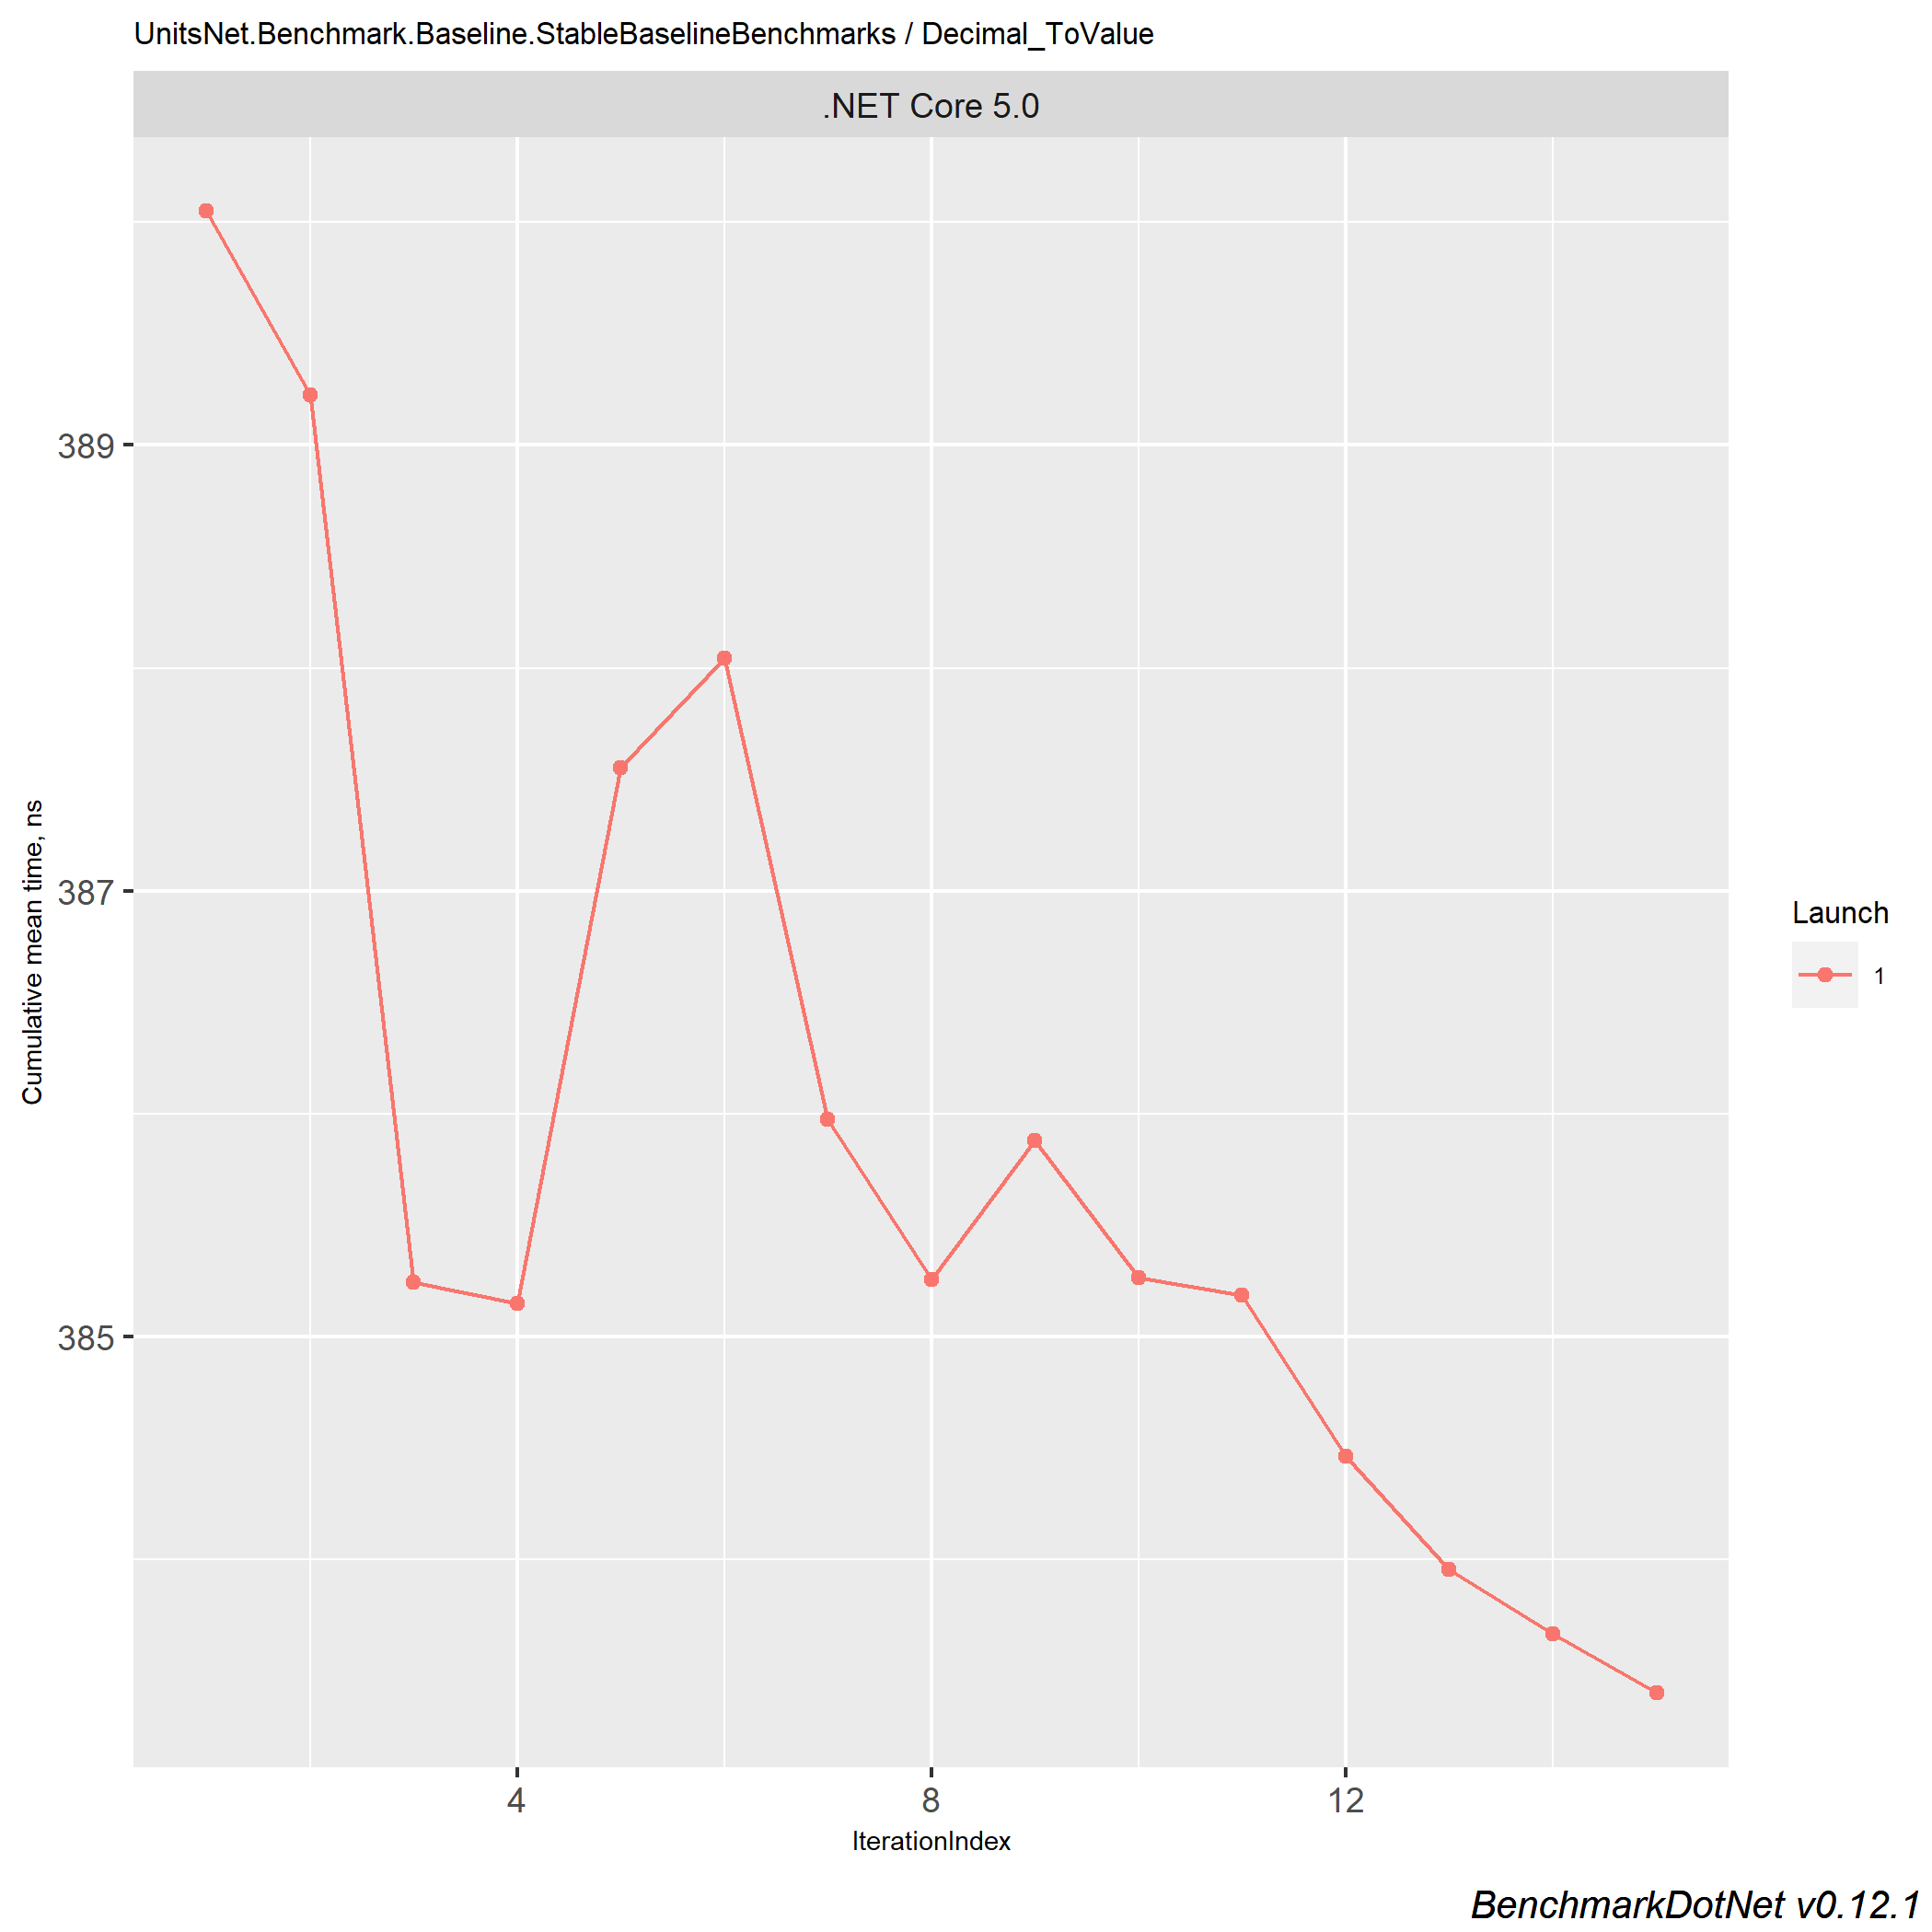 UnitsNet.Benchmark.Baseline.StableBaselineBenchmarks / Decimal_ToValue
.NET Core 5.0
389
387
385
Cumulative mean time, ns
4 8 12
IterationIndex
Launch
1
BenchmarkDotNet v0.12.1